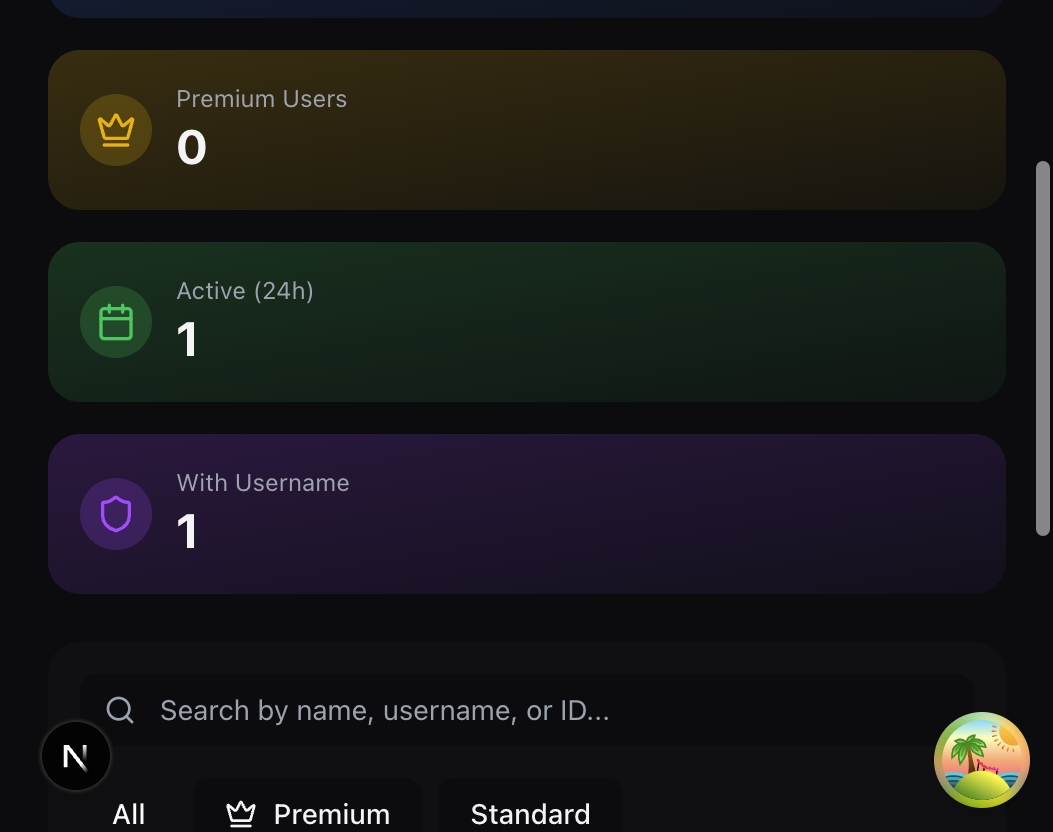 Premium Users
0
Active (24h)
1
With Username
1
Search by name, username, or ID...
N
All
Premium
Standard